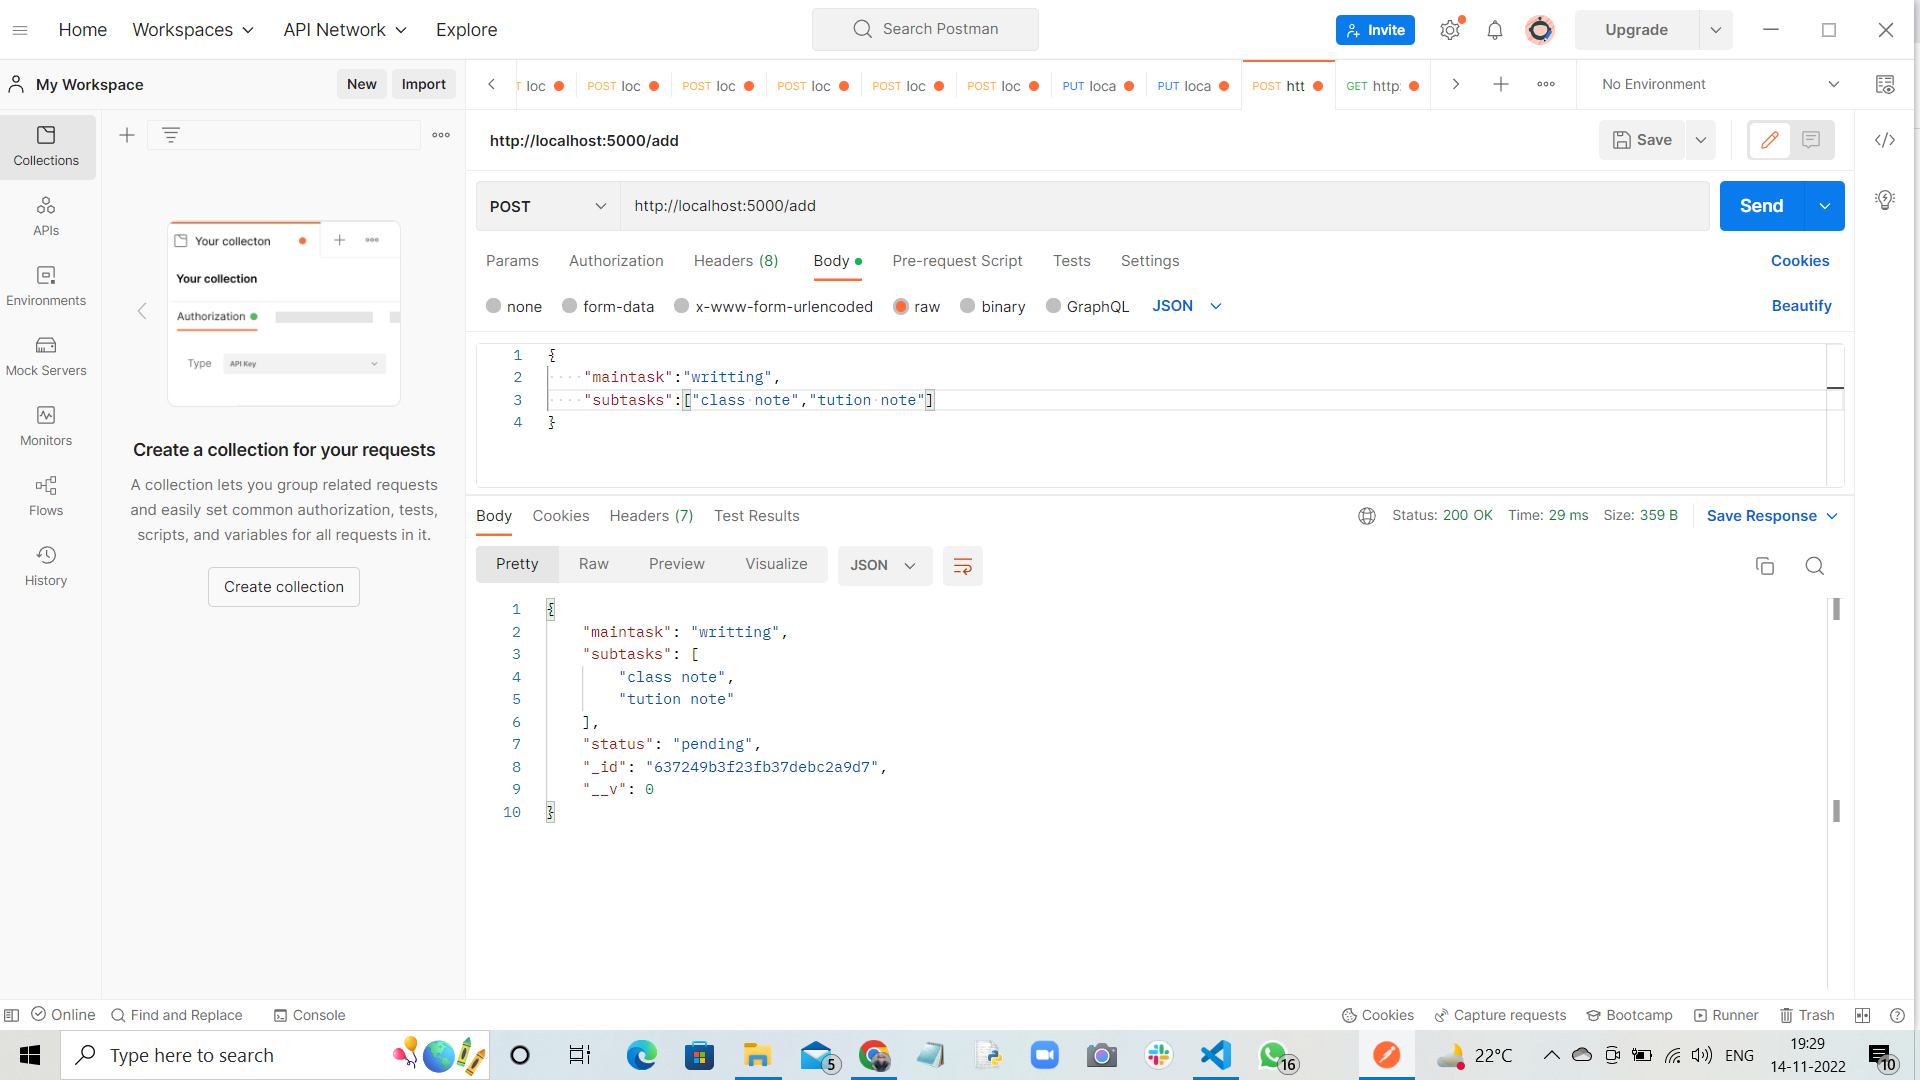 Home Workspaces API Network Explore Search Postman Invite Upgrade
My Workspace New Import
T loc POST loc POST loc POST loc POST loc POST loc PUT loca PUT loca POST htt GET http: No Environment
Collections
APIs
Environments
Mock Servers
Monitors
Flows
History
Your collecton
Your collection
Authorization
Type API Key
Create a collection for your requests
A collection lets you group related requests
and easily set common authorization, tests,
scripts, and variables for all requests in it.
Create collection
http://localhost:5000/add Save
POST http://localhost:5000/add Send
Params Authorization Headers (8) Body Pre-request Script Tests Settings Cookies
none form-data x-www-form-urlencoded raw binary GraphQL JSON Beautify
1 {
2 "maintask":"writting",
3 "subtasks":["class note","tution note"]
4 }
Body Cookies Headers (7) Test Results Status: 200 OK Time: 29 ms Size: 359 B Save Response
Pretty Raw Preview Visualize JSON
1 {
2 "maintask": "writting",
3 "subtasks": [
4 "class note",
5 "tution note"
6 ],
7 "status": "pending",
8 "_id": "637249b3f23fb37debc2a9d7",
9 "__v": 0
10 }
Online Find and Replace Console Cookies Capture requests Bootcamp Runner Trash
Type here to search 5 16 22°C ENG 19:29
14-11-2022 10